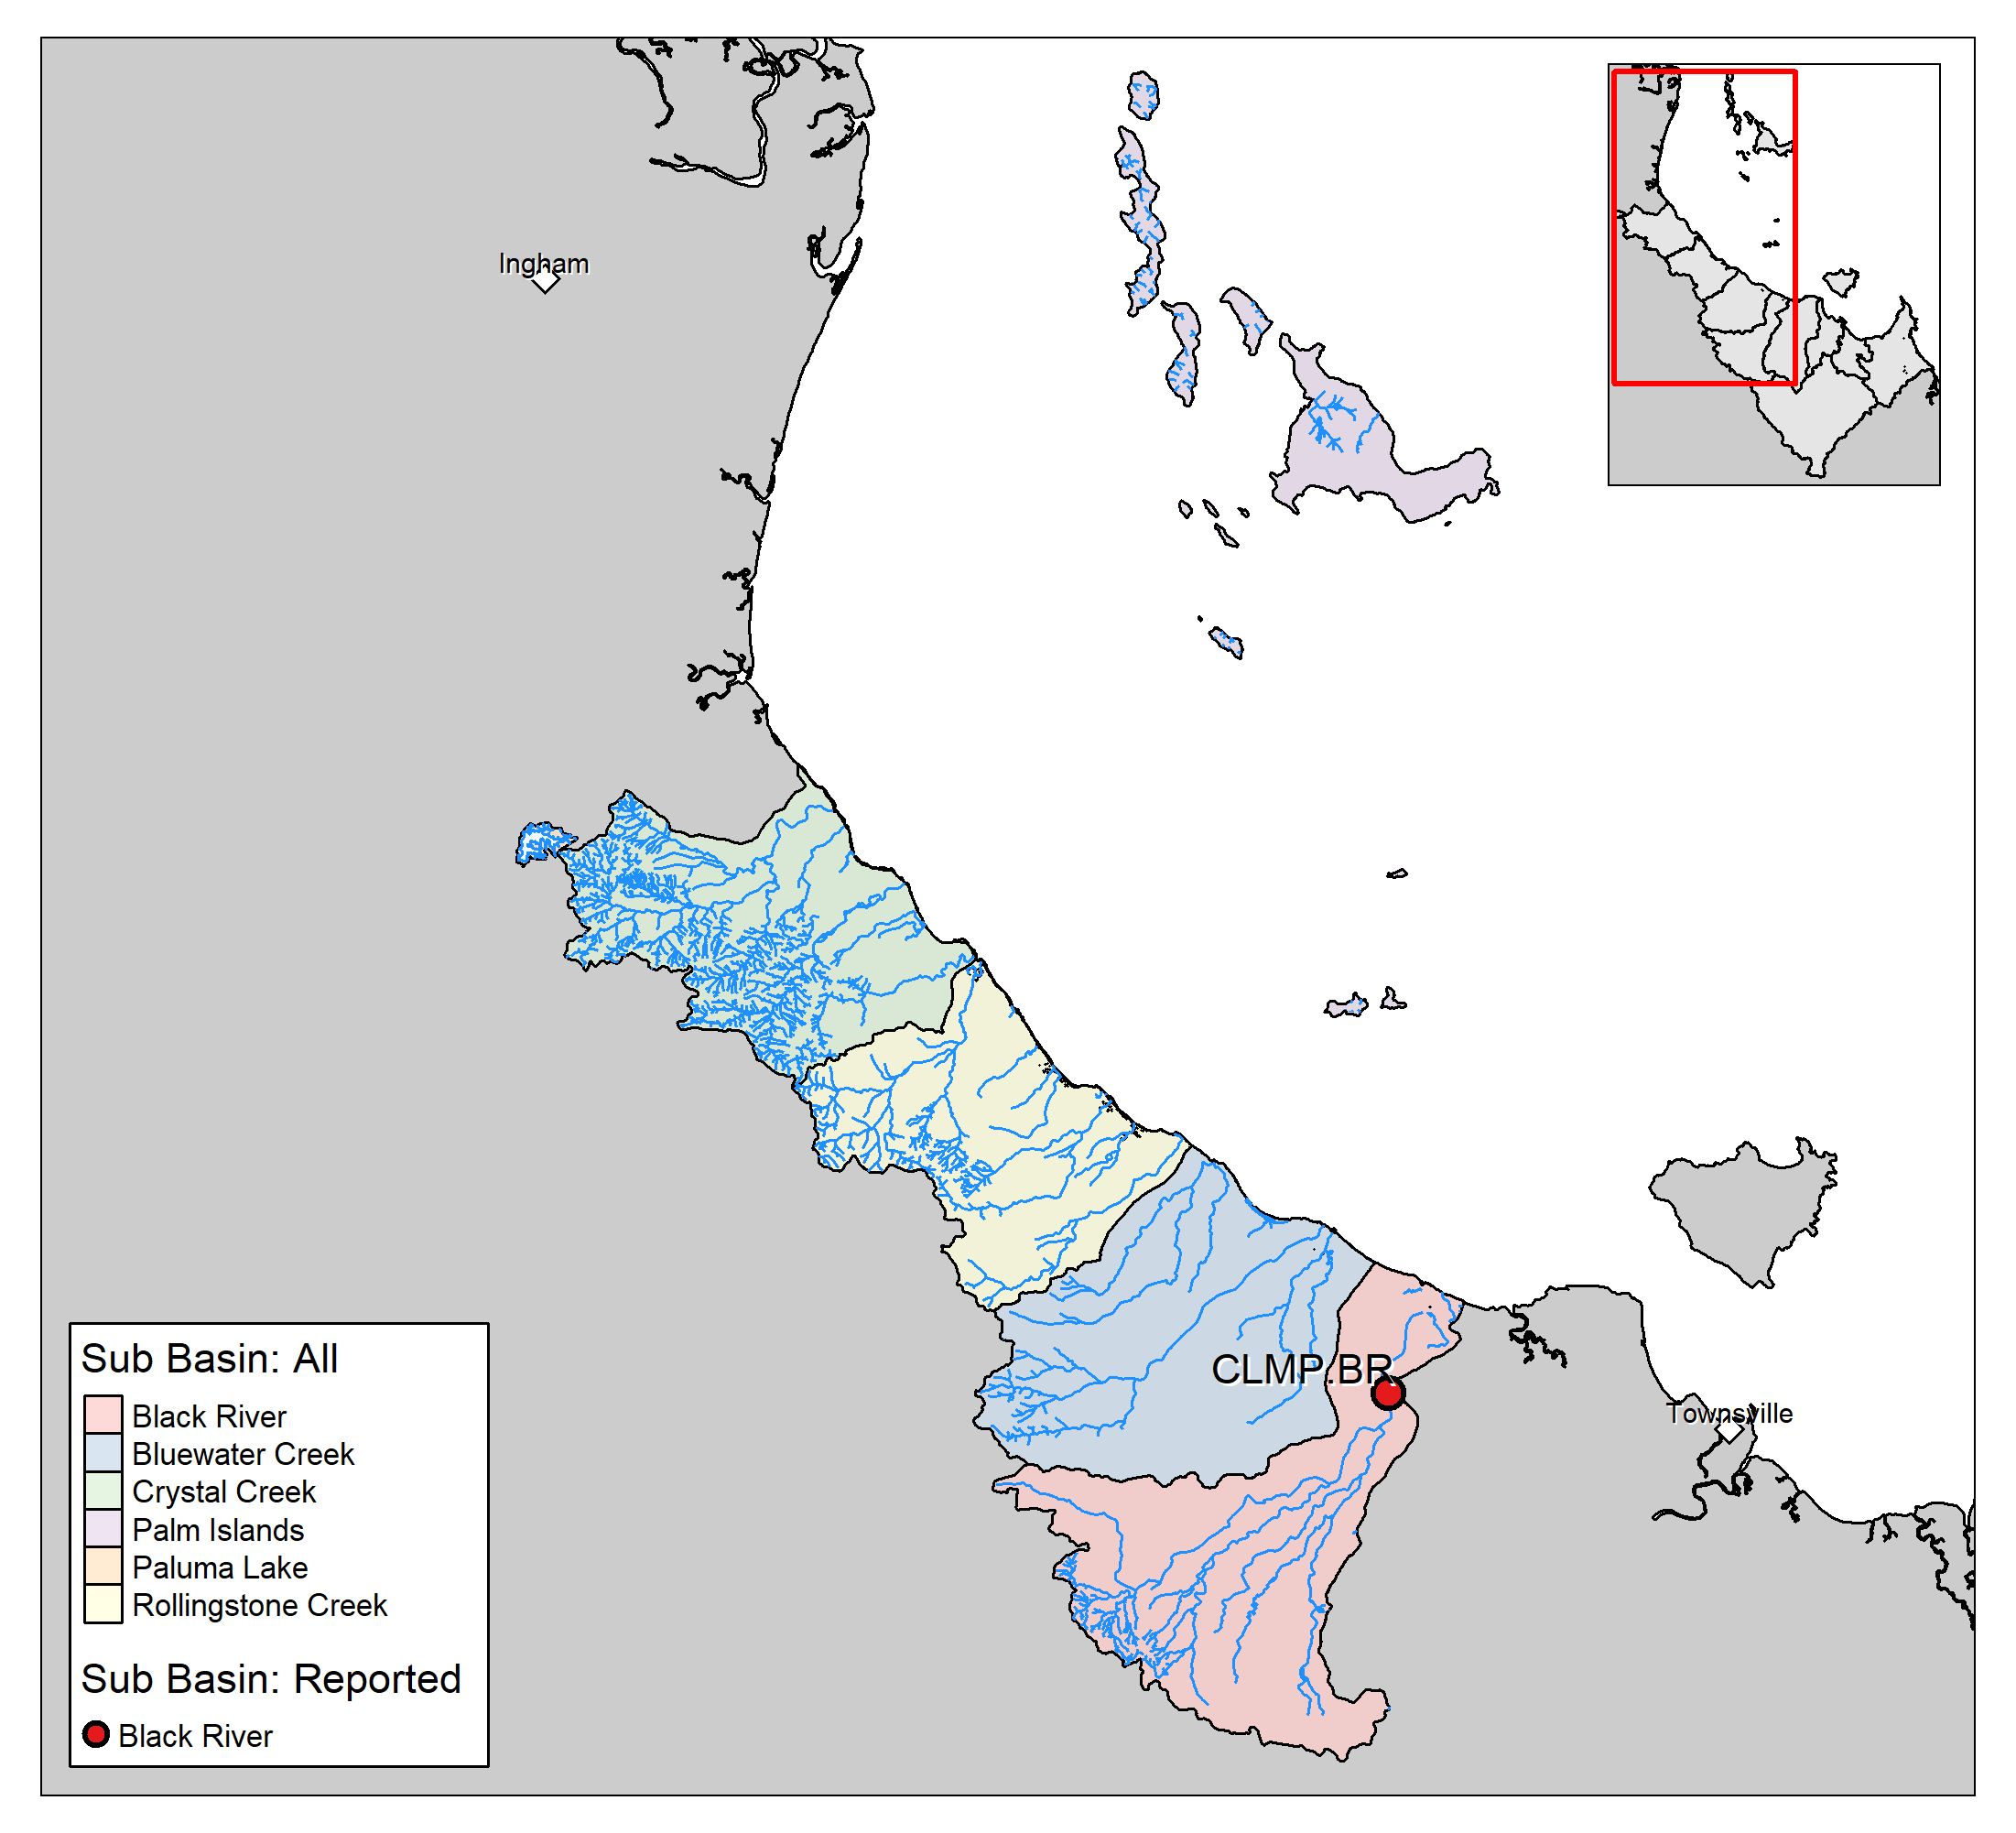 Ingham
CLMP.BR
Townsville
Sub Basin: All
Black River
Bluewater Creek
Crystal Creek
Palm Islands
Paluma Lake
Rollingstone Creek
Sub Basin: Reported
Black River